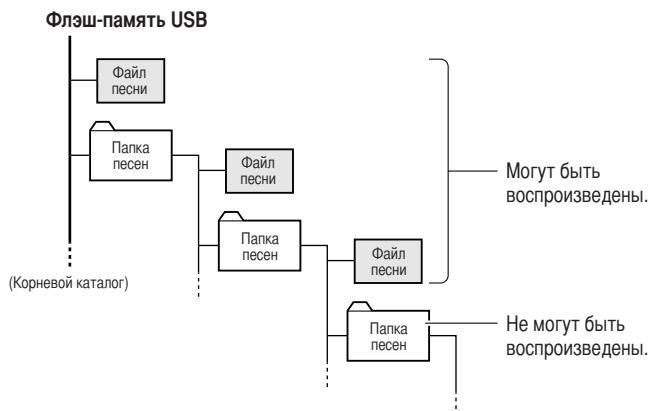 Флэш-память USB
Файл
песни
Папка
песен
Файл
песни
Могут быть
воспроизведены.
Папка
песен
Файл
песни
(Корневой каталог)
Папка
песен
Не могут быть
воспроизведены.